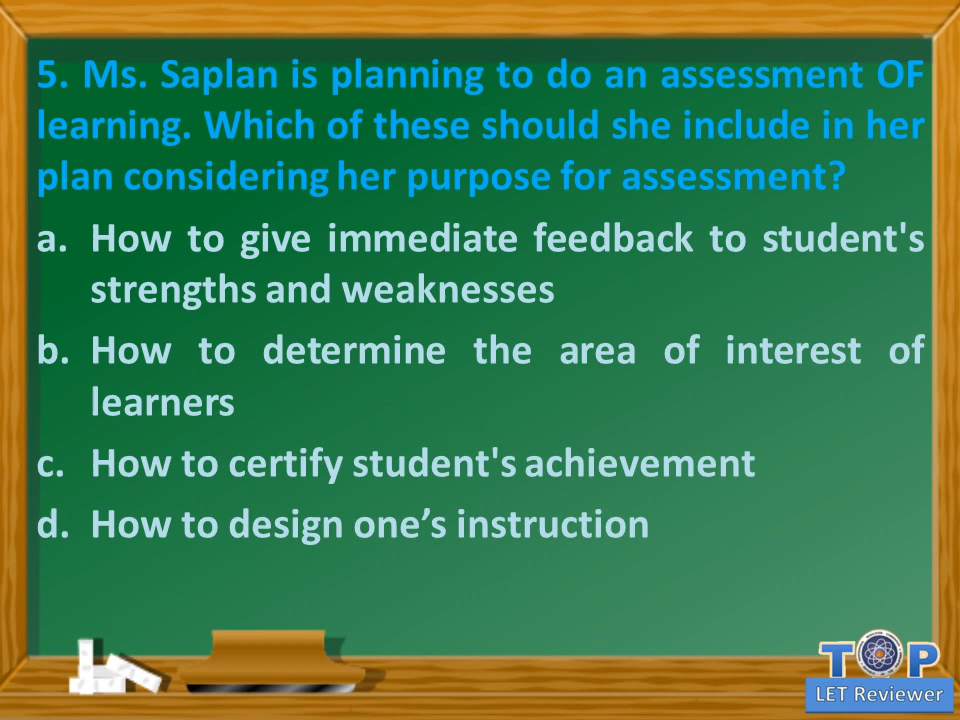 5. Ms. Saplan is planning to do an assessment OF
learning. Which of these should she include in her
plan considering her purpose for assessment?
a. How to give immediate feedback to student's
strengths and weaknesses
b. How to determine the area of interest of
learners
c. How to certify student's achievement
d. How to design one’s instruction
TOP
LET Reviewer